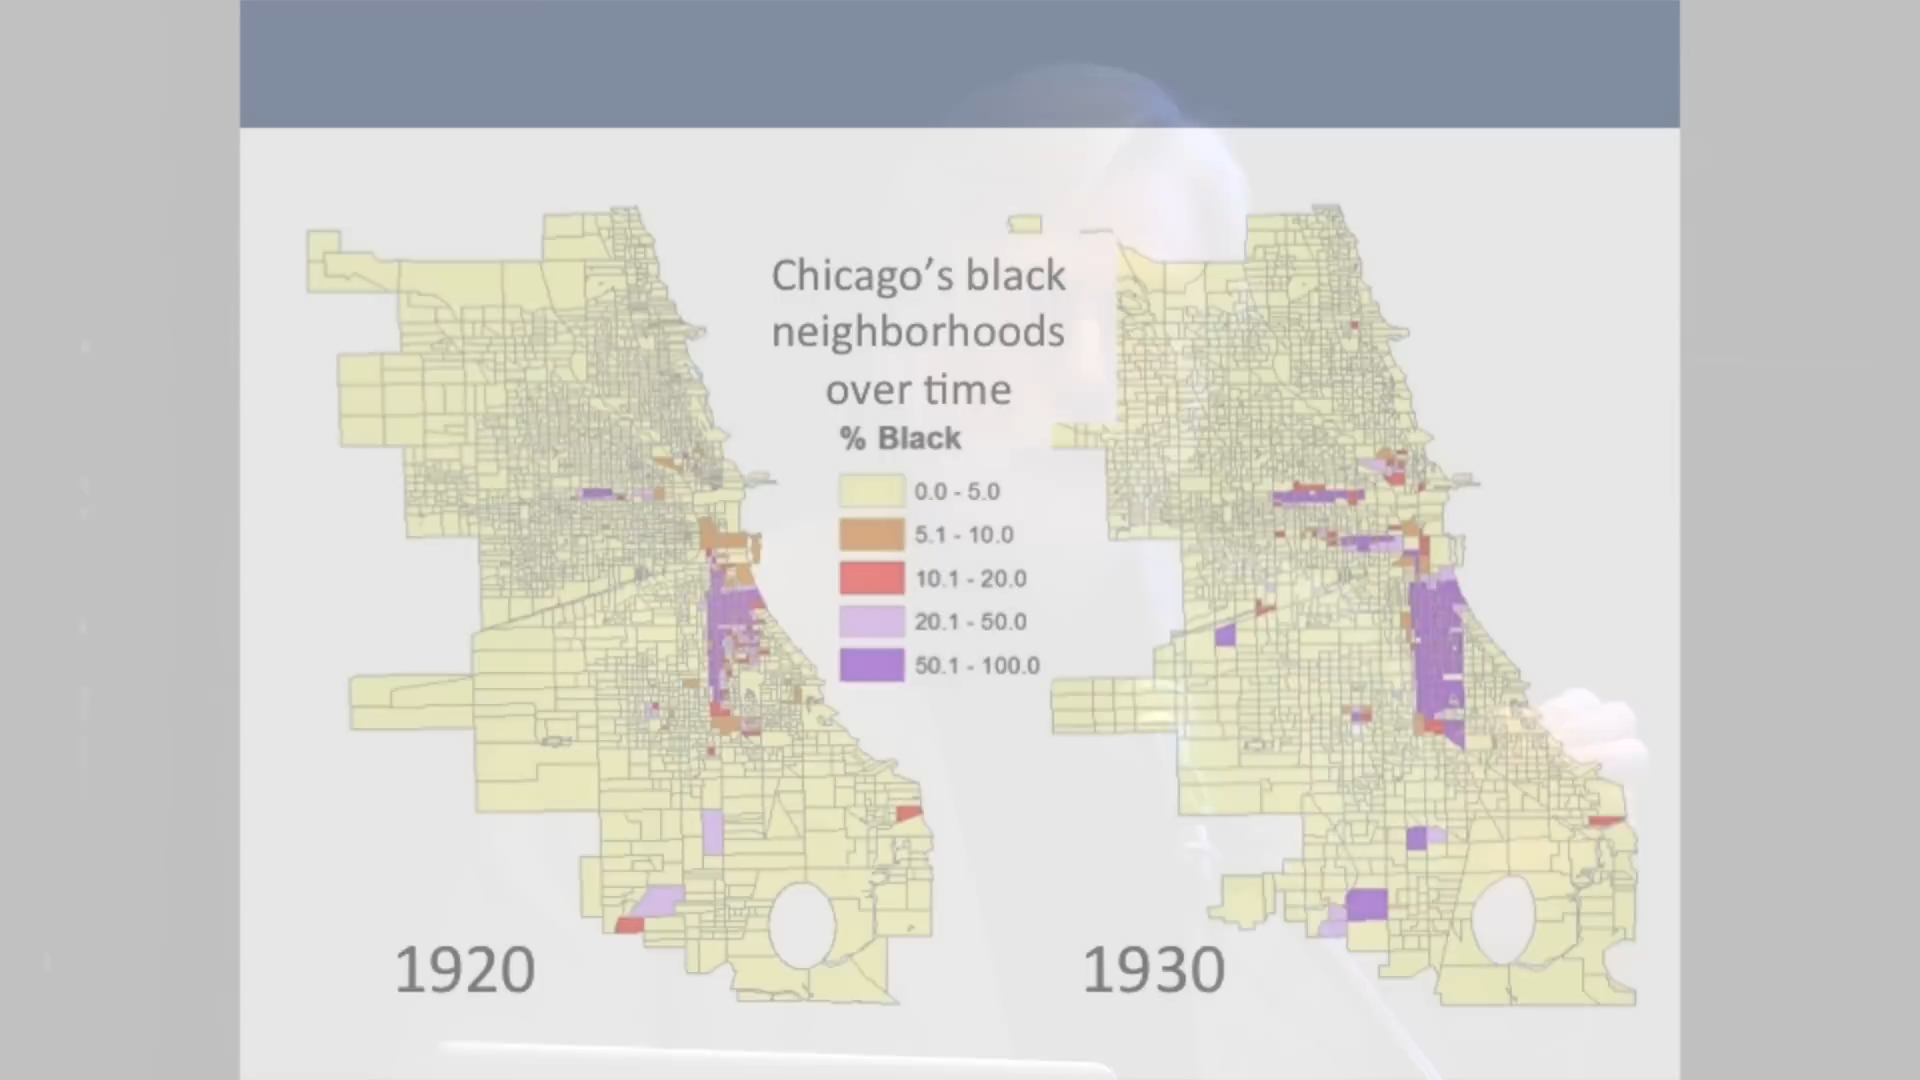 Chicago’s black
neighborhoods
over time
% Black
0.0 - 5.0
5.1 - 10.0
10.1 - 20.0
20.1 - 50.0
50.1 - 100.0
1920
1930